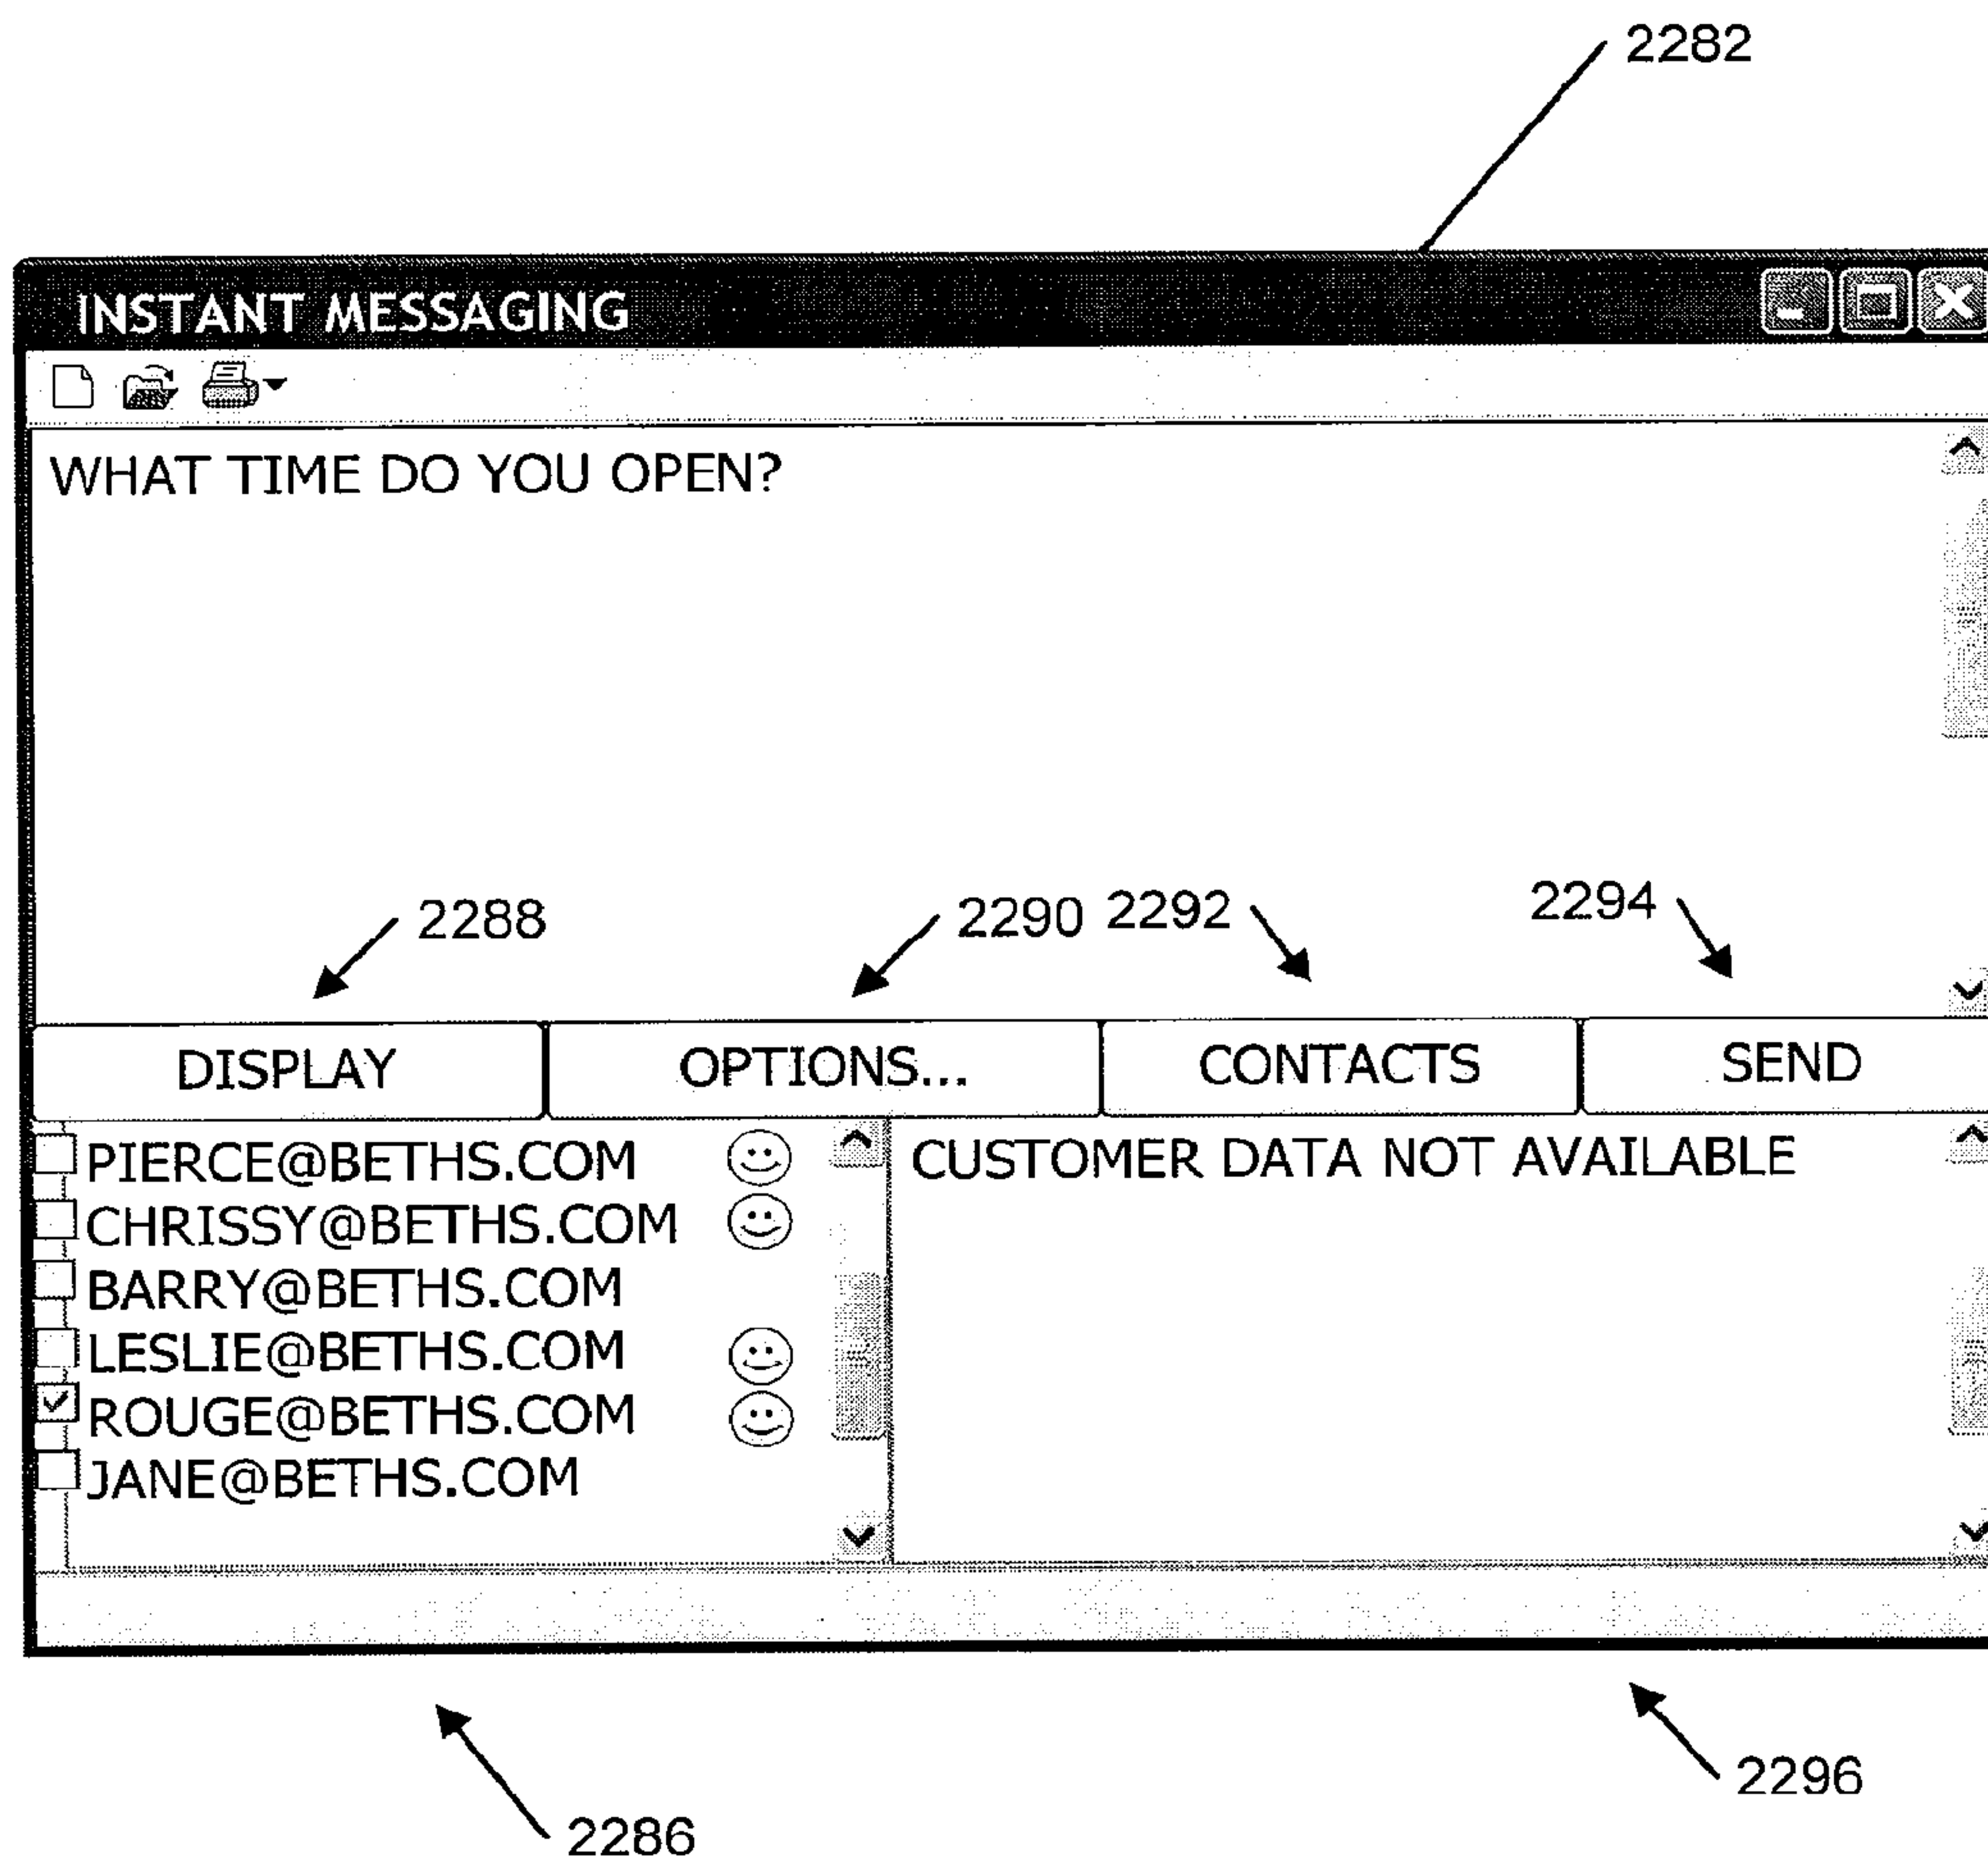 2282
INSTANT MESSAGING
WHAT TIME DO YOU OPEN?
2288 2290 2292 2294
DISPLAY OPTIONS... CONTACTS SEND
PIERCE@BETHS.COM
CHRISSY@BETHS.COM
BARRY@BETHS.COM
LESLIE@BETHS.COM
ROUGE@BETHS.COM
JANE@BETHS.COM
CUSTOMER DATA NOT AVAILABLE
2296
2286